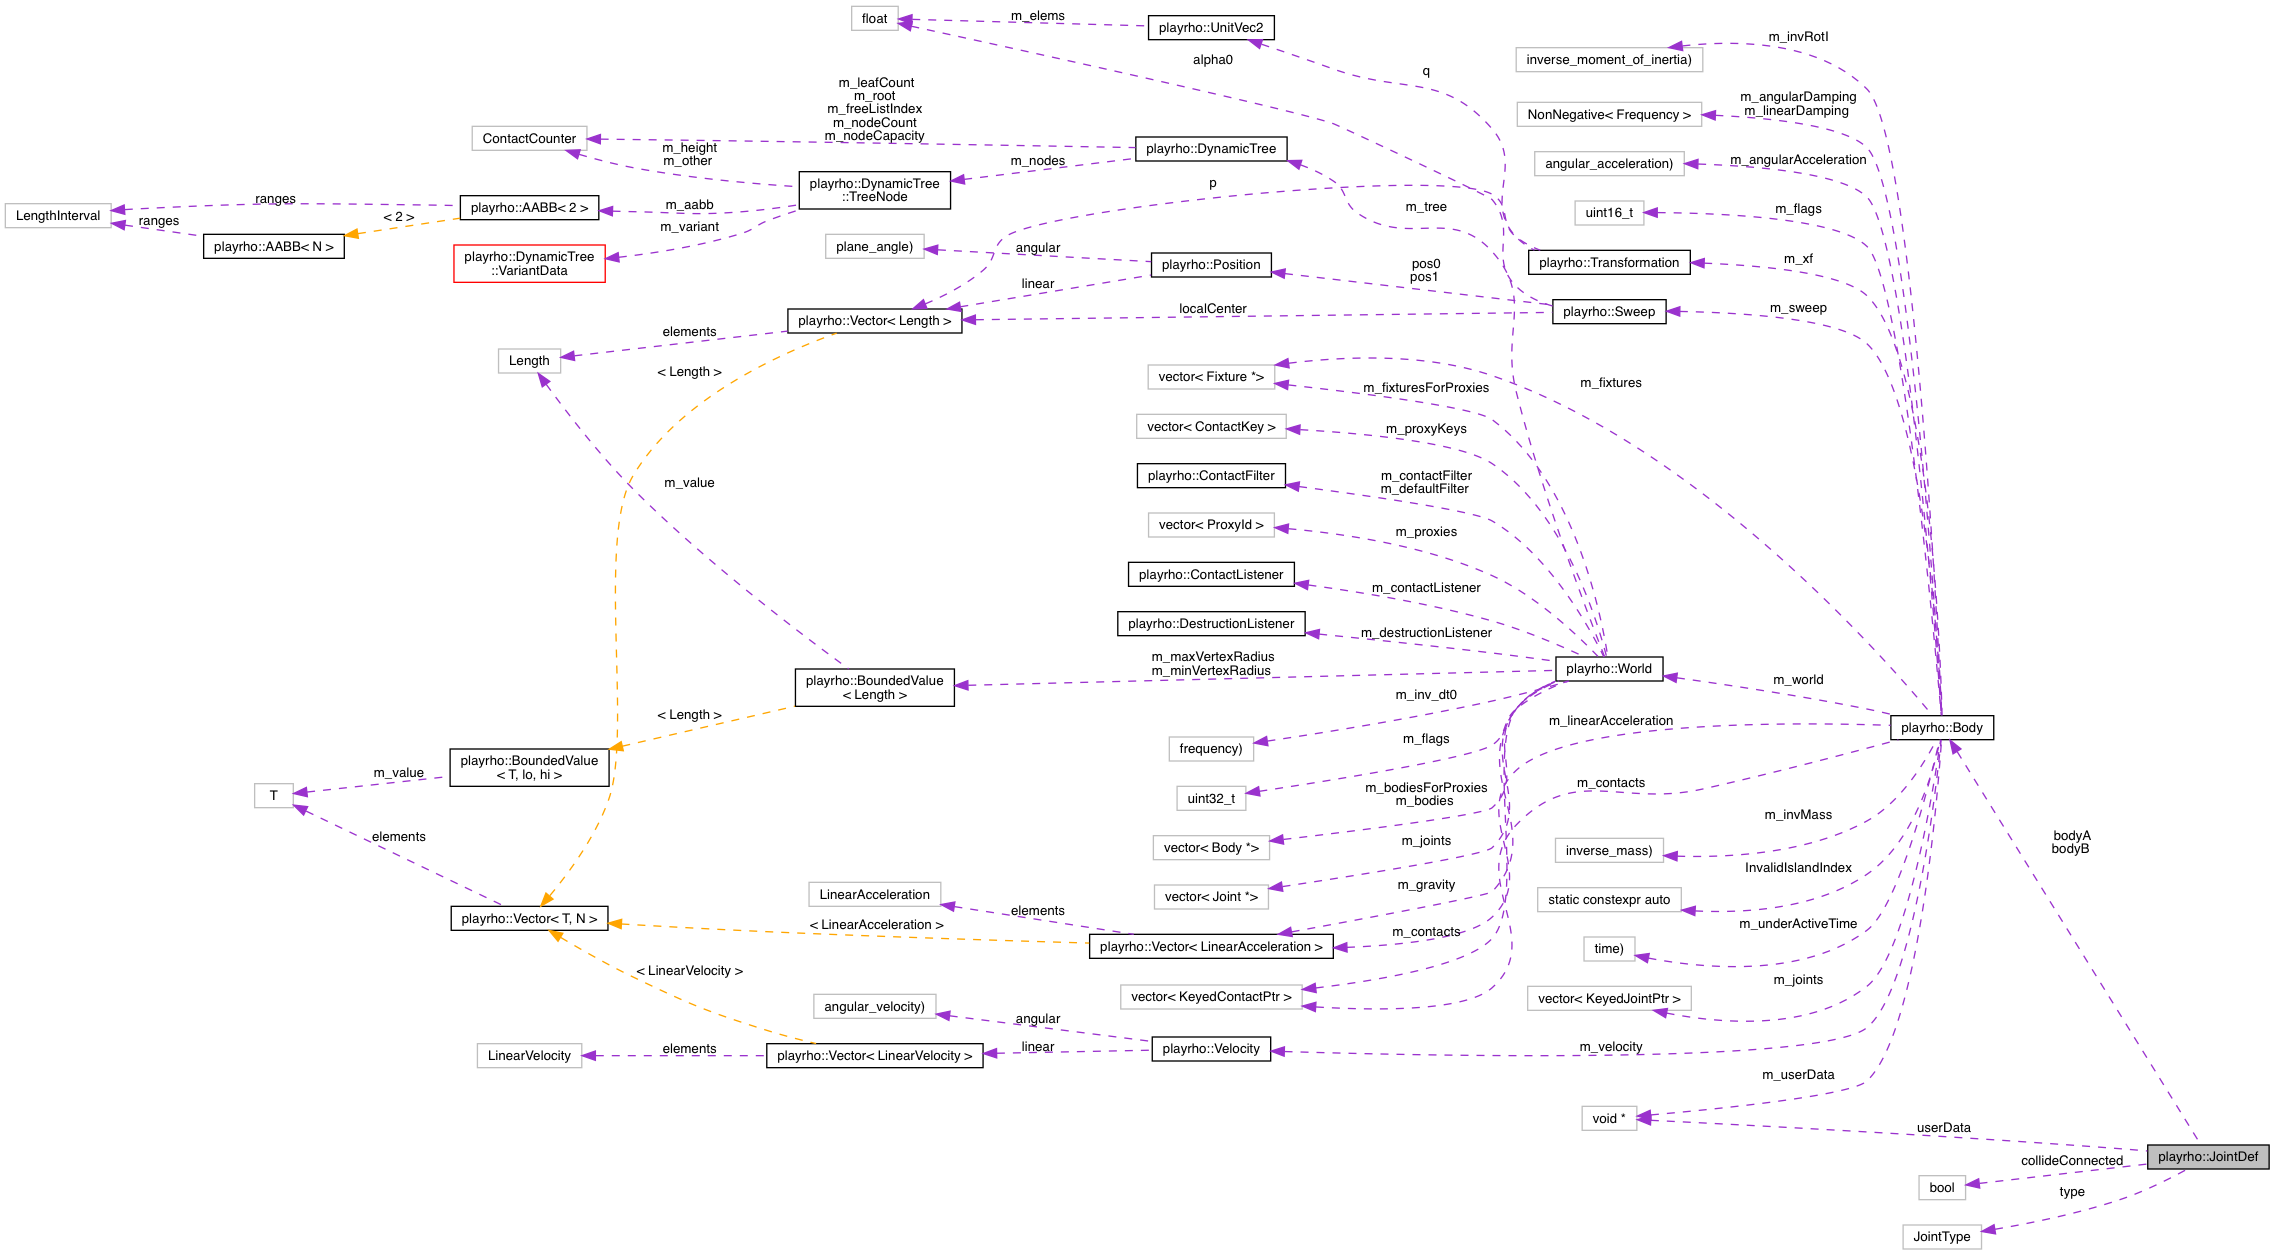 float
m_elems
playrho::UnitVec2
m_invRotI
inverse_moment_of_inertia)
alpha0
q
m_leafCount
m_root
m_freeListIndex
m_nodeCount
m_nodeCapacity
m_angularDamping
m_linearDamping
NonNegative< Frequency >
ContactCounter
m_height
m_other
playrho::DynamicTree
m_nodes
angular_acceleration)
m_angularAcceleration
playrho::DynamicTree
::TreeNode
p
ranges
playrho::AABB< 2 >
m_aabb
m_tree
uint16_t
m_flags
LengthInterval
ranges
< 2 >
m_variant
playrho::AABB< N >
playrho::DynamicTree
::VariantData
plane_angle)
angular
playrho::Position
pos0
pos1
playrho::Transformation
m_xf
linear
localCenter
playrho::Sweep
m_sweep
playrho::Vector< Length >
elements
Length
< Length >
vector< Fixture *>
m_fixturesForProxies
m_fixtures
vector< ContactKey >
m_proxyKeys
m_value
playrho::ContactFilter
m_contactFilter
m_defaultFilter
vector< ProxyId >
m_proxies
playrho::ContactListener
m_contactListener
playrho::DestructionListener
m_destructionListener
playrho::BoundedValue
< Length >
m_maxVertexRadius
m_minVertexRadius
playrho::World
m_world
m_inv_dt0
< Length >
m_linearAcceleration
playrho::Body
frequency)
m_flags
playrho::BoundedValue
< T, lo, hi >
m_value
T
uint32_t
m_bodiesForProxies
m_bodies
m_contacts
m_invMass
elements
vector< Body *>
m_joints
inverse_mass)
bodyA
bodyB
InvalidIslandIndex
LinearAcceleration
vector< Joint *>
m_gravity
static constexpr auto
playrho::Vector< T, N >
elements
< LinearAcceleration >
m_contacts
m_underActiveTime
playrho::Vector< LinearAcceleration >
time)
< LinearVelocity >
m_joints
vector< KeyedContactPtr >
vector< KeyedJointPtr >
angular_velocity)
angular
LinearVelocity
elements
playrho::Vector< LinearVelocity >
linear
playrho::Velocity
m_velocity
m_userData
void *
userData
playrho::JointDef
collideConnected
bool
type
JointType